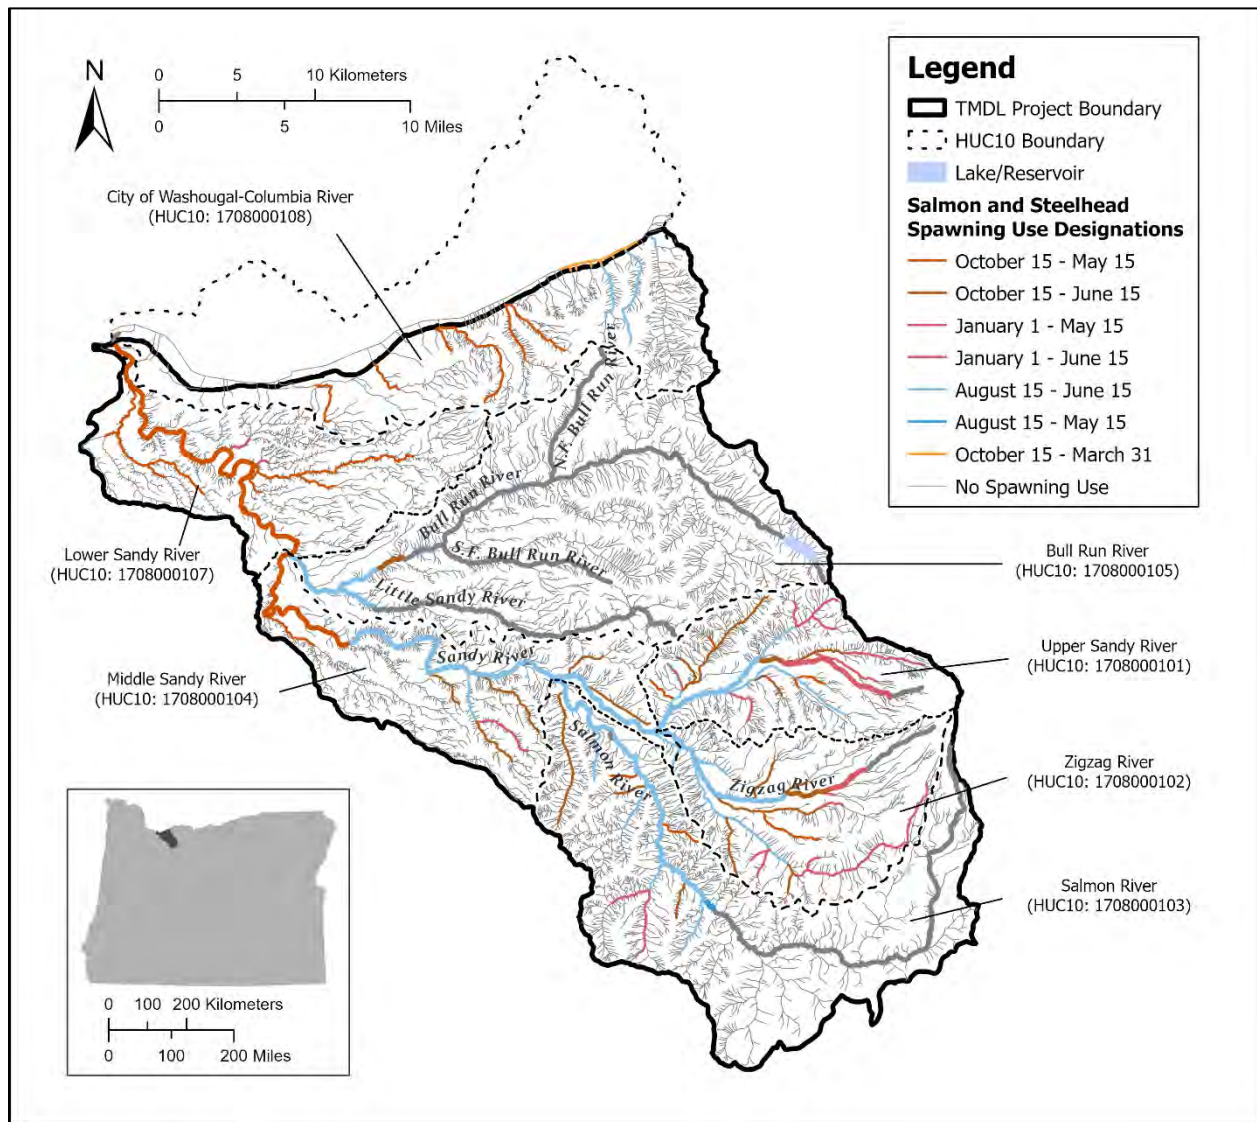 N
0 5 10 Kilometers
0 5 10 Miles
Legend
TMDL Project Boundary
HUC10 Boundary
Lake/Reservoir
Salmon and Steelhead
Spawning Use Designations
October 15 - May 15
October 15 - June 15
January 1 - May 15
January 1 - June 15
August 15 - June 15
August 15 - May 15
October 15 - March 31
No Spawning Use
City of Washougal-Columbia River
(HUC10: 1708000108)
N.F. Bull Run River
Bull Run River
S.F. Bull Run River
Little Sandy River
Lower Sandy River
(HUC10: 1708000107)
Bull Run River
(HUC10: 1708000105)
Sandy River
Upper Sandy River
(HUC10: 1708000101)
Middle Sandy River
(HUC10: 1708000104)
Salmon River
Zigzag River
Zigzag River
(HUC10: 1708000102)
Salmon River
(HUC10: 1708000103)
0 100 200 Kilometers
0 100 200 Miles